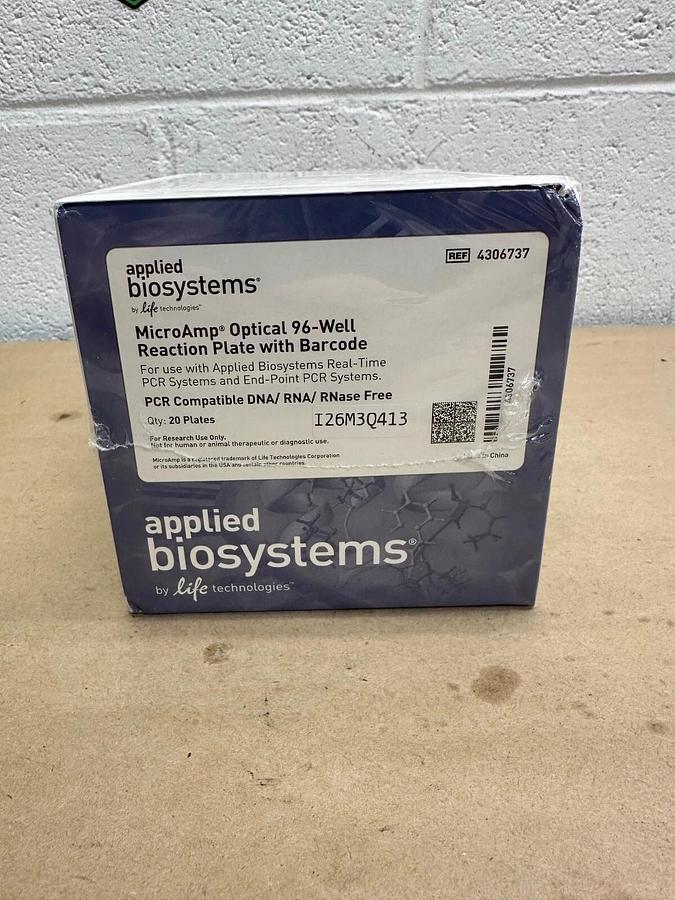 applied
biosystems®
by life technologies™
REF 4306737
MicroAmp® Optical 96-Well
Reaction Plate with Barcode
For use with Applied Biosystems Real-Time
PCR Systems and End-Point PCR Systems.
PCR Compatible DNA/ RNA/ RNase Free
Qty: 20 Plates
I26M3Q413
4306737
For Research Use Only.
Not for human or animal therapeutic or diagnostic use.
MicroAmp is a registered trademark of Life Technologies Corporation
or its subsidiaries in the USA and certain other countries.
in China
applied
biosystems®
by life technologies™